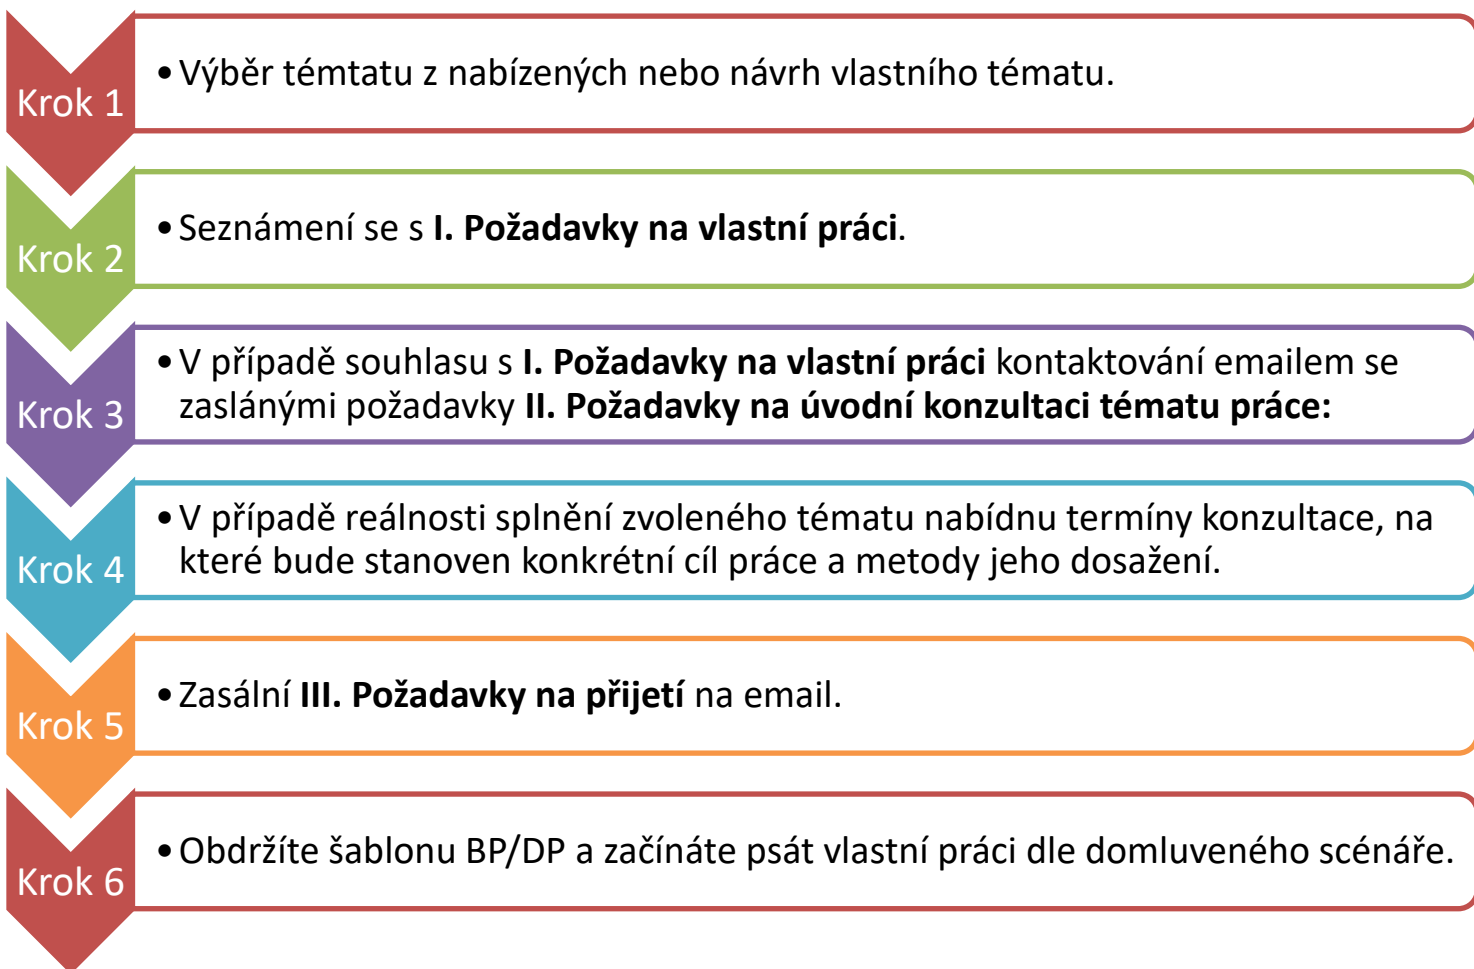 Krok 1
•Výběr témtatu z nabízených nebo návrh vlastního tématu.
Krok 2
•Seznámení se s I. Požadavky na vlastní práci.
Krok 3
•V případě souhlasu s I. Požadavky na vlastní práci kontaktování emailem se
zaslánými požadavky II. Požadavky na úvodní konzultaci tématu práce:
Krok 4
•V případě reálnosti splnění zvoleného tématu nabídnu termíny konzultace, na
které bude stanoven konkrétní cíl práce a metody jeho dosažení.
Krok 5
•Zasální III. Požadavky na přijetí na email.
Krok 6
•Obdržíte šablonu BP/DP a začínáte psát vlastní práci dle domluveného scénáře.